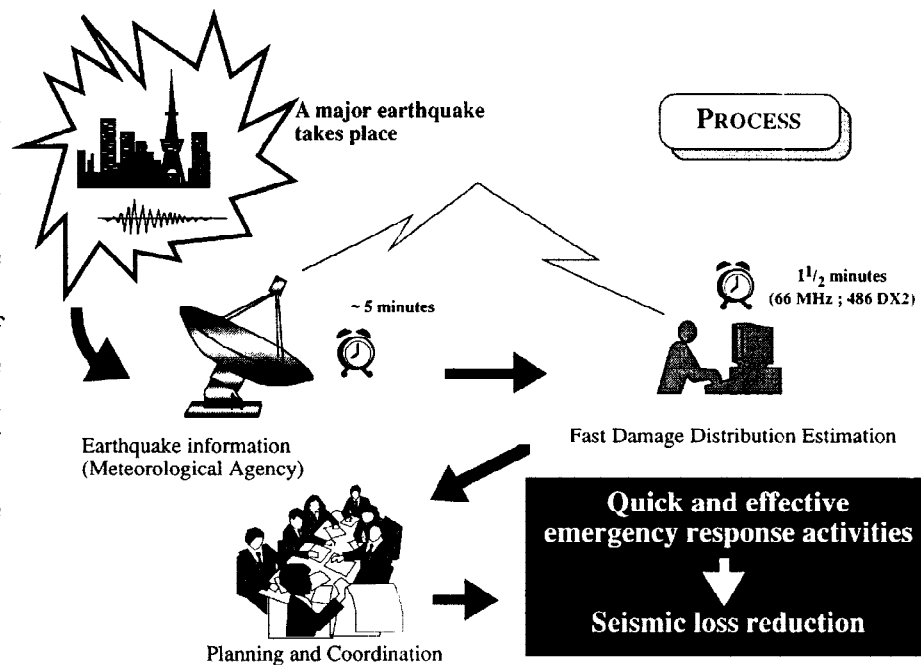 A major earthquake
takes place
PROCESS
~ 5 minutes
1 1/2 minutes
(66 MHz ; 486 DX2)
Earthquake information
(Meteorological Agency)
Fast Damage Distribution Estimation
Quick and effective
emergency response activities
Seismic loss reduction
Planning and Coordination